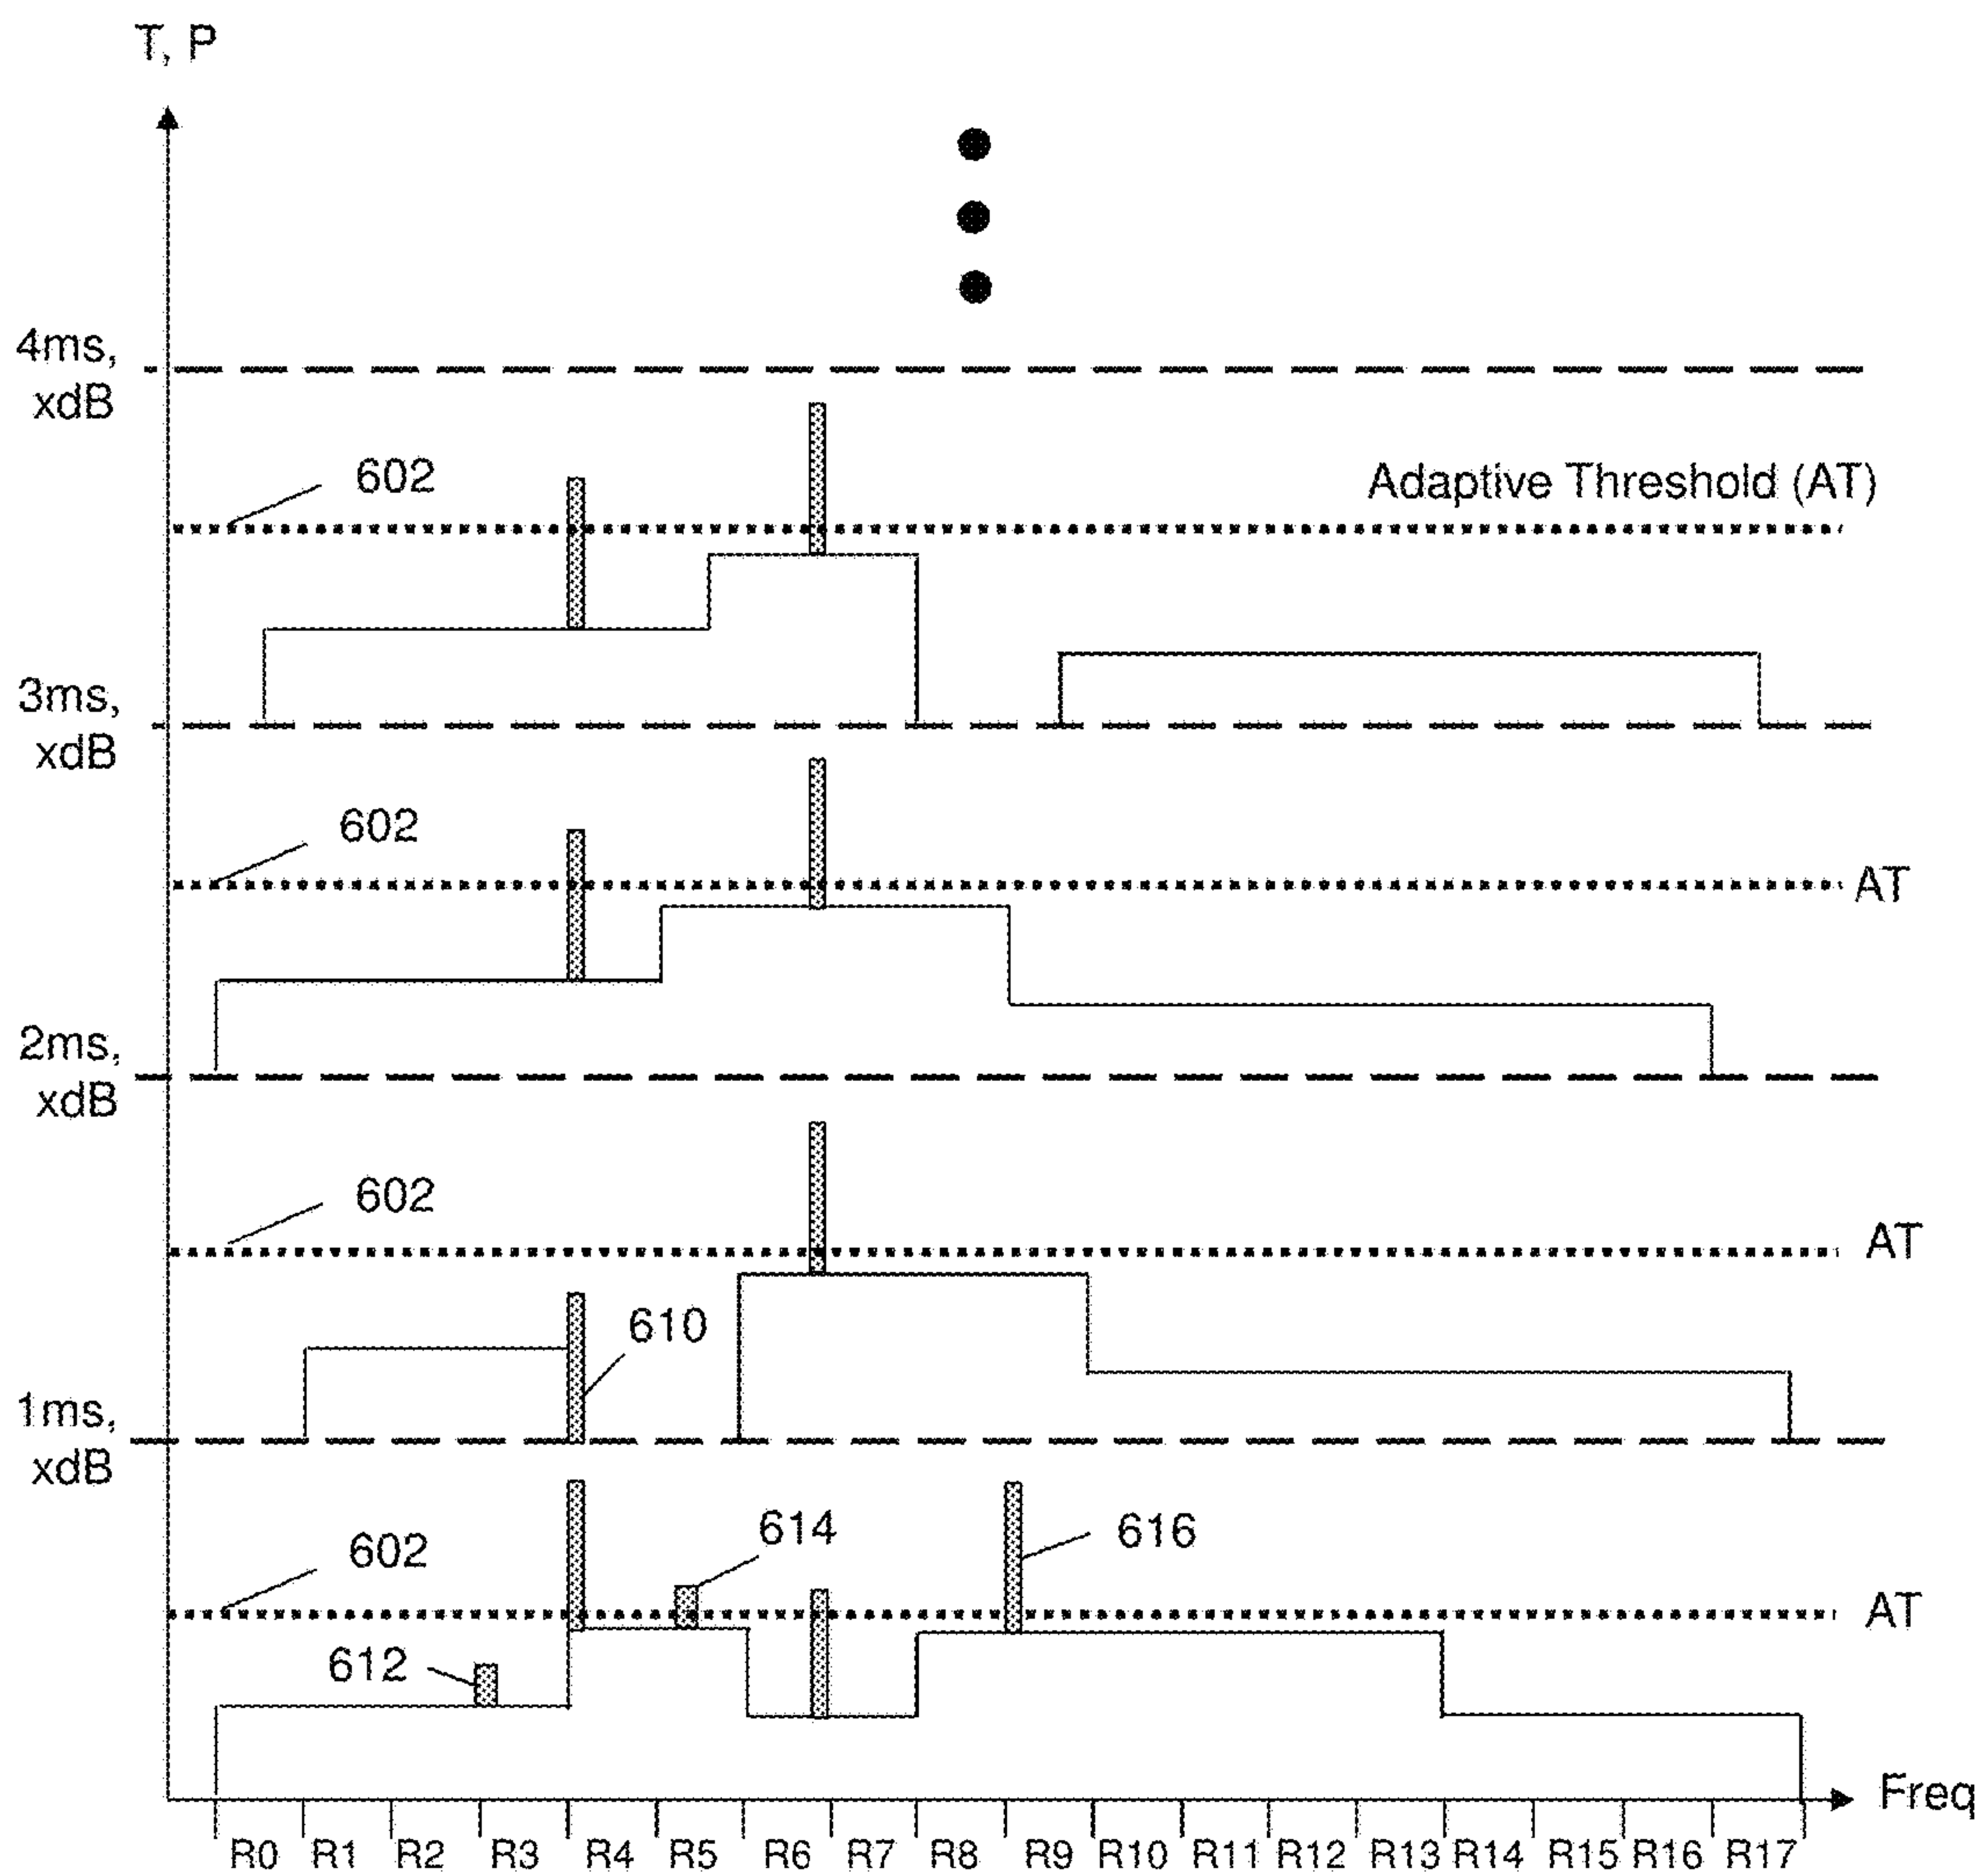 T, P
4ms,
xdB
602
Adaptive Threshold (AT)
3ms,
xdB
602
AT
2ms,
xdB
602
AT
610
1ms,
xdB
602
614
616
AT
612
Freq
R0 R1 R2 R3 R4 R5 R6 R7 R8 R9 R10 R11 R12 R13 R14 R15 R16 R17